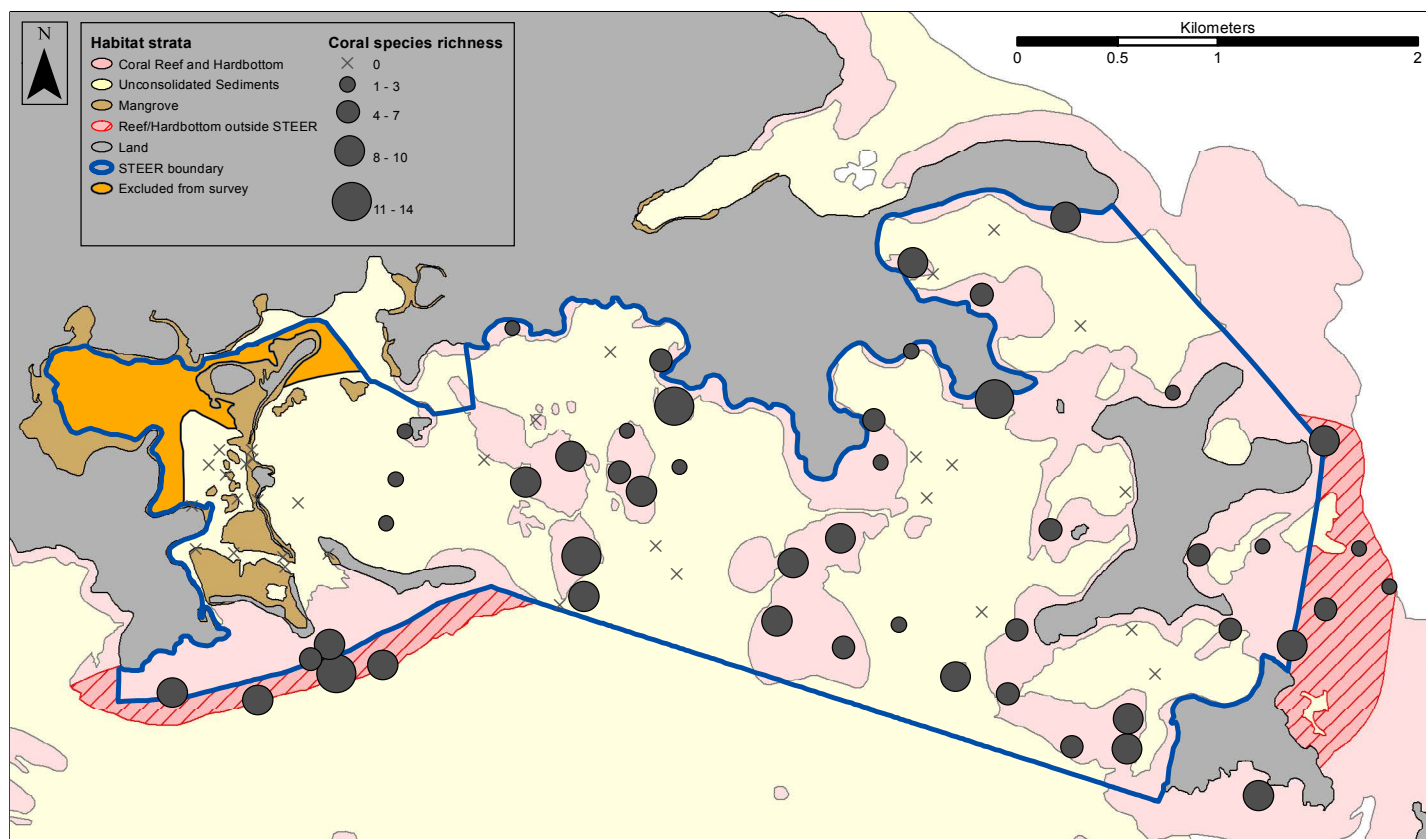 N
Habitat strata
Coral Reef and Hardbottom
Unconsolidated Sediments
Mangrove
Reef/Hardbottom outside STEER
Land
STEER boundary
Excluded from survey
Coral species richness
0
1 - 3
4 - 7
8 - 10
11 - 14
Kilometers
0 0.5 1 2